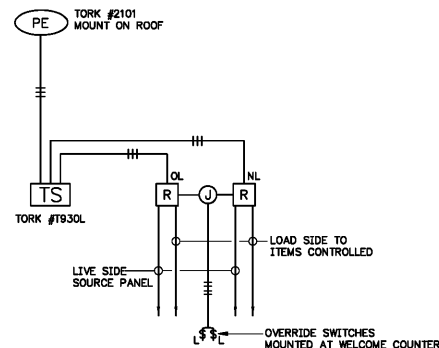 PE
TORK #2101
MOUNT ON ROOF
TS
TORK #T930L
OL
NL
R
J
R
LOAD SIDE TO
ITEMS CONTROLLED
LIVE SIDE
SOURCE PANEL
L $ $ L
OVERRIDE SWITCHES
MOUNTED AT WELCOME COUNTER